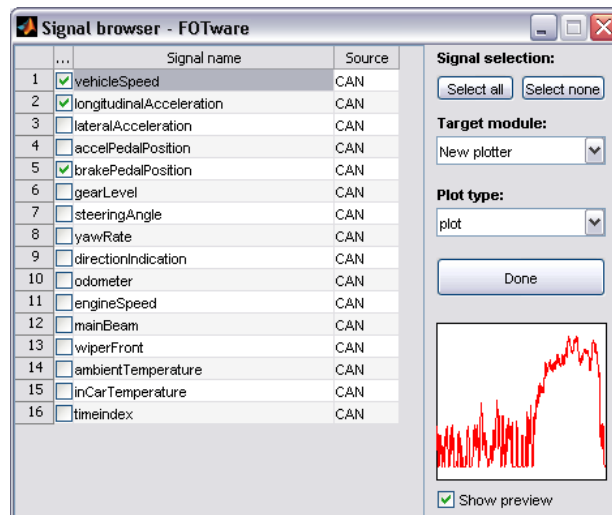 Signal browser - FOTware
... Signal name Source
1 vehicleSpeed CAN
2 longitudinalAcceleration CAN
3 lateralAcceleration CAN
4 accelPedalPosition CAN
5 brakePedalPosition CAN
6 gearLevel CAN
7 steeringAngle CAN
8 yawRate CAN
9 directionIndication CAN
10 odometer CAN
11 engineSpeed CAN
12 mainBeam CAN
13 wiperFront CAN
14 ambientTemperature CAN
15 inCarTemperature CAN
16 timeindex CAN
Signal selection:
Select all Select none
Target module:
New plotter
Plot type:
plot
Done
Show preview